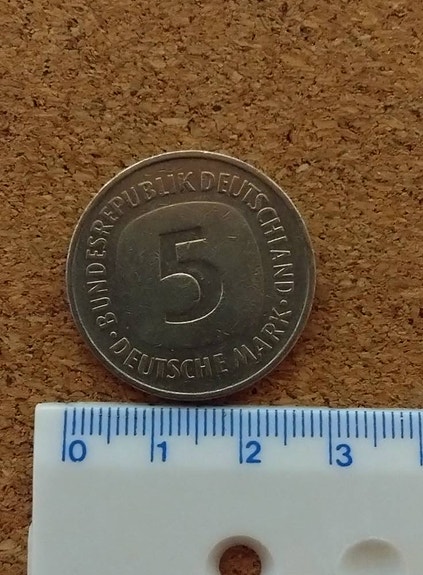 BUNDESREPUBLIK DEUTSCHLAND
5
· DEUTSCHE MARK ·
0 1 2 3